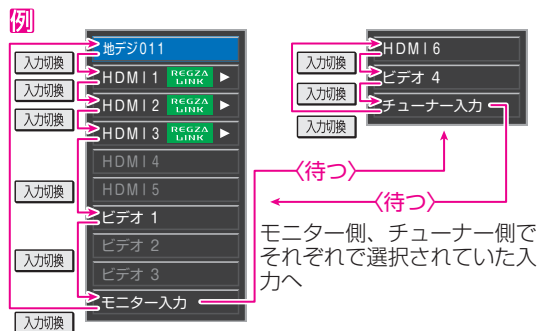 例
地デジ011
入力切換
HDMI1 REGZA LINK ▶
入力切換
HDMI2 REGZA LINK ▶
入力切換
HDMI3 REGZA LINK ▶
HDMI4
HDMI5
入力切換
ビデオ 1
ビデオ 2
入力切換
ビデオ 3
モニター入力
入力切換
HDMI6
入力切換
ビデオ 4
入力切換
チューナー入力
入力切換
〈待つ〉
〈待つ〉
モニター側、チューナー側で
それぞれで選択されていた入
力へ